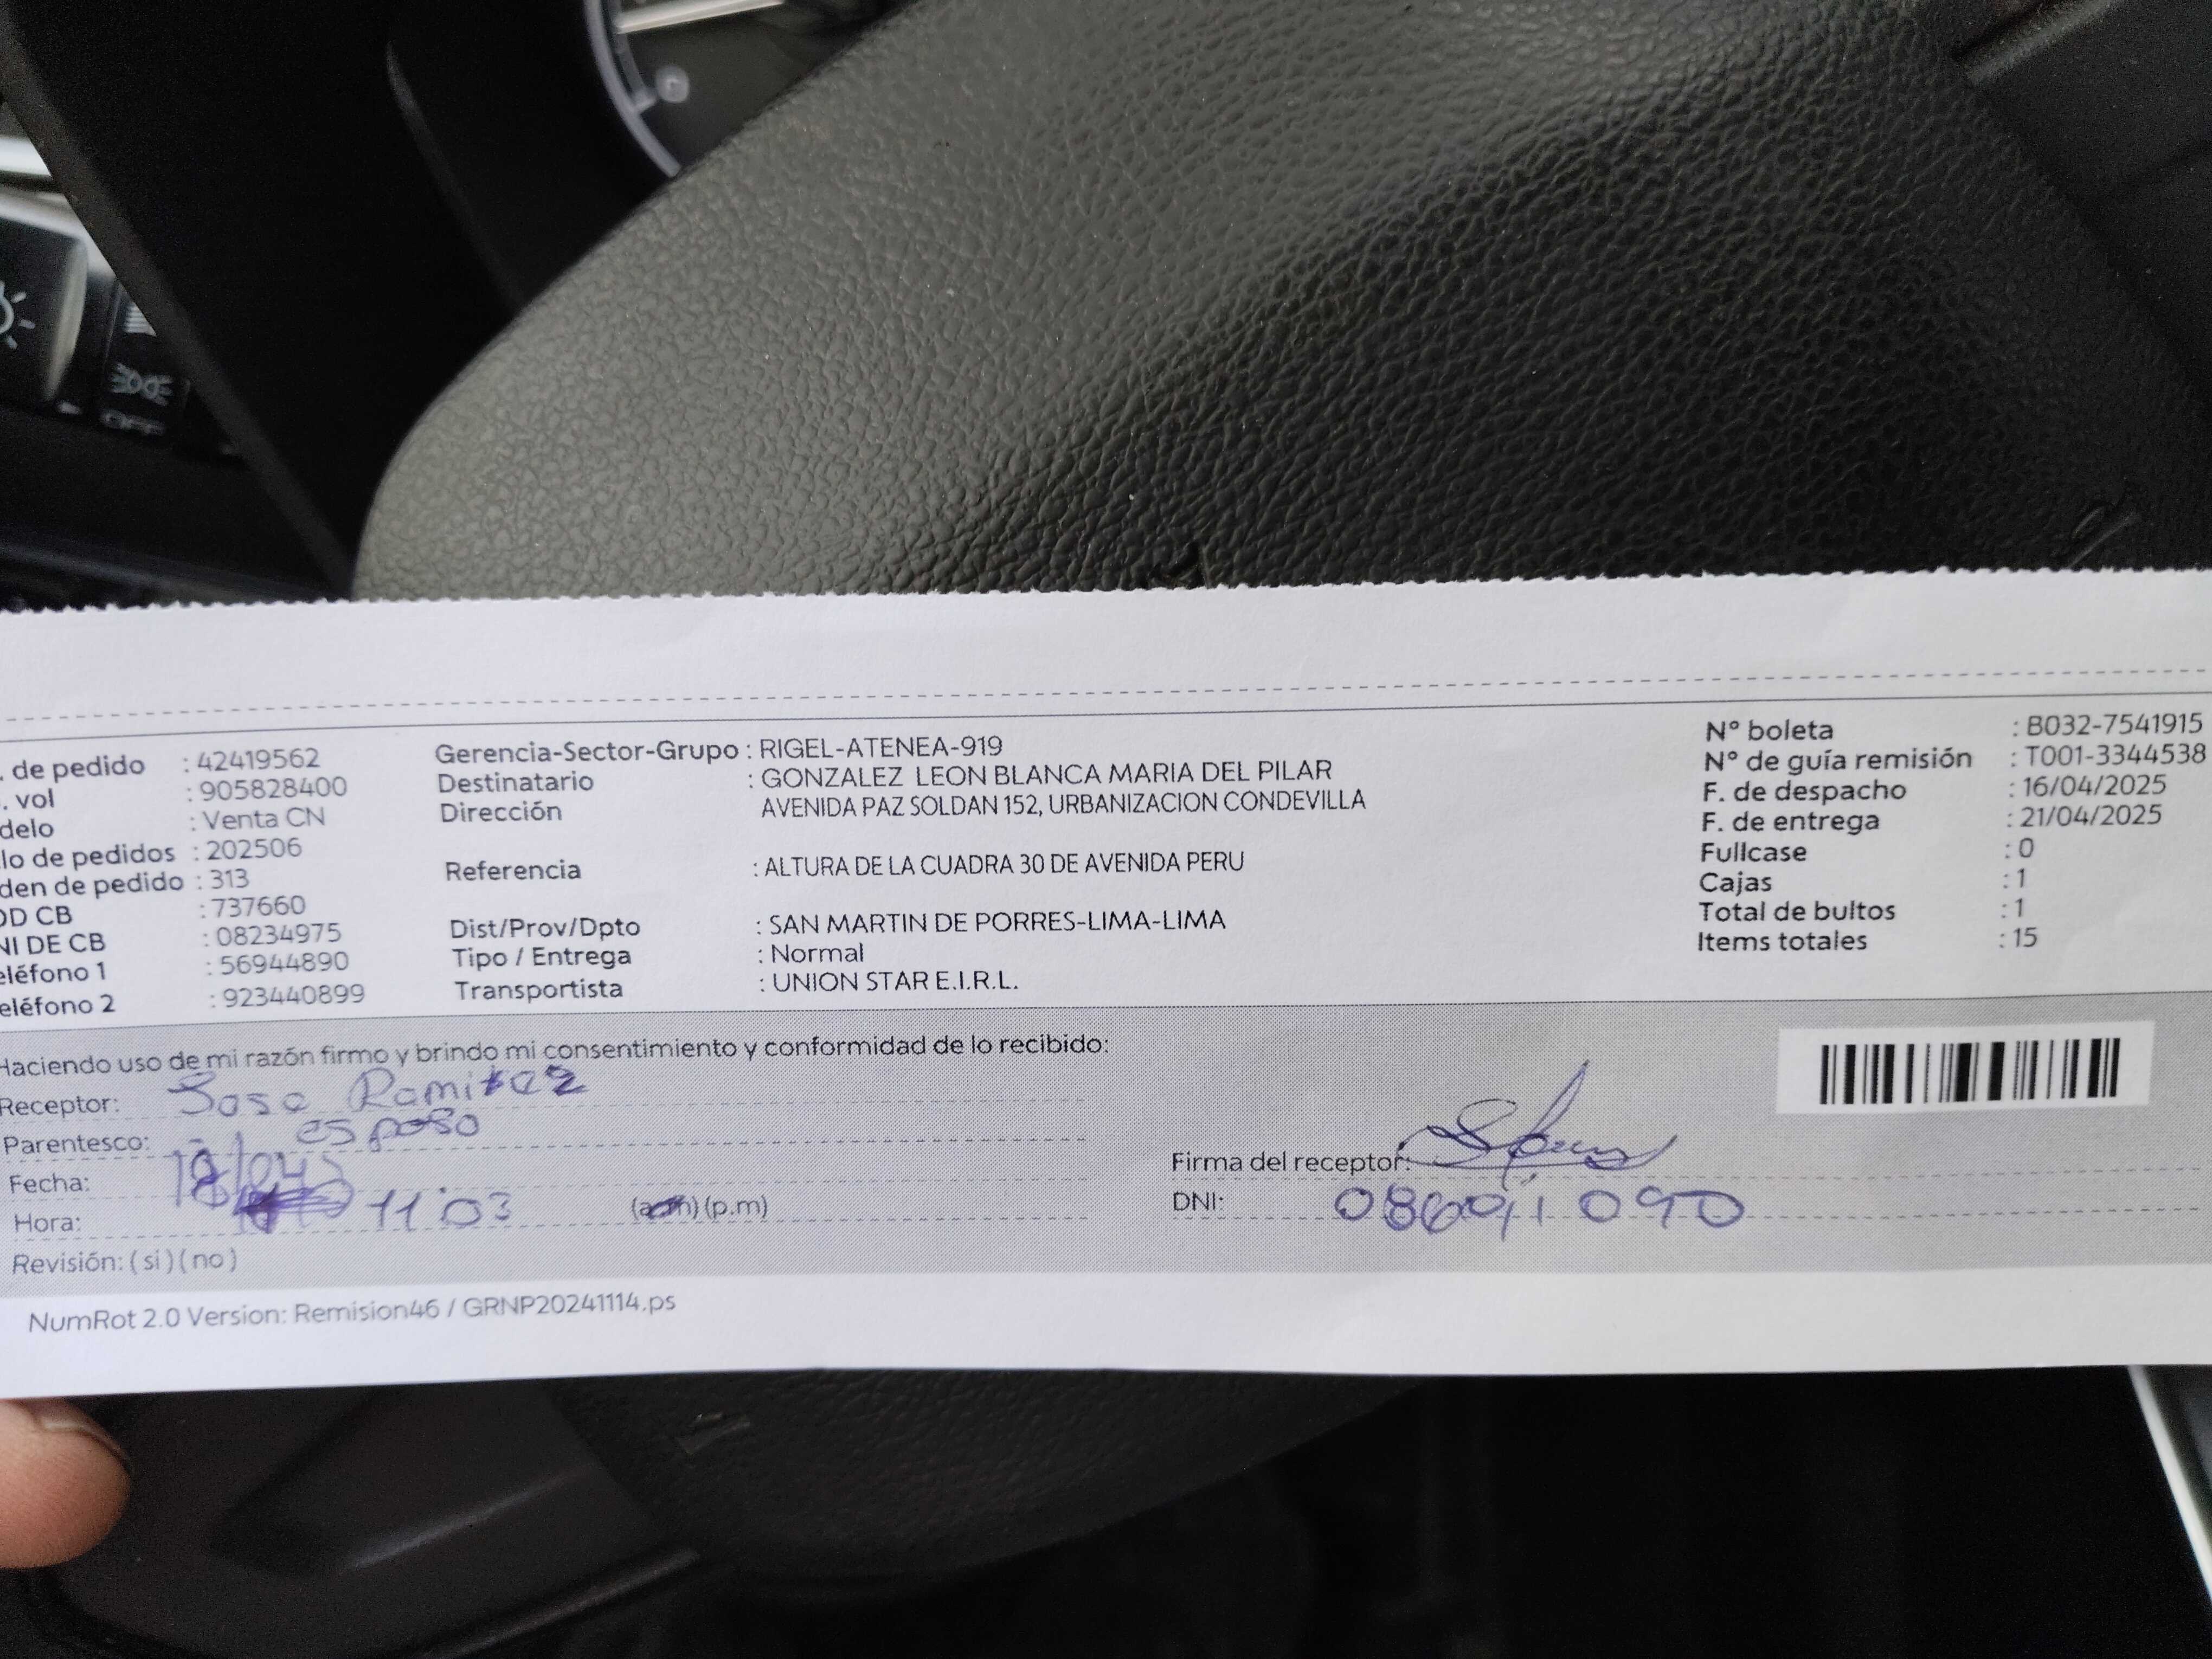 . de pedido : 42419562
. vol : 905828400
delo : Venta CN
lo de pedidos : 202506
den de pedido : 313
OD CB : 737660
NI DE CB : 08234975
eléfono 1 : 56944890
eléfono 2 : 923440899
Gerencia-Sector-Grupo : RIGEL-ATENEA-919
Destinatario : GONZALEZ LEON BLANCA MARIA DEL PILAR
Dirección AVENIDA PAZ SOLDAN 152, URBANIZACION CONDEVILLA
Referencia : ALTURA DE LA CUADRA 30 DE AVENIDA PERU
Dist/Prov/Dpto : SAN MARTIN DE PORRES-LIMA-LIMA
Tipo / Entrega : Normal
Transportista : UNION STAR E.I.R.L.
N° boleta : B032-7541915
N° de guía remisión : T001-3344538
F. de despacho : 16/04/2025
F. de entrega : 21/04/2025
Fullcase : 0
Cajas : 1
Total de bultos : 1
Items totales : 15
Haciendo uso de mi razón firmo y brindo mi consentimiento y conformidad de lo recibido:
Receptor: Jose Ramirez
Parentesco: esposo
Fecha:
Hora: 11:03 (a.m) (p.m)
Revisión: ( si ) ( no )
Firma del receptor:
DNI:
NumRot 2.0 Version: Remision46 / GRNP20241114.ps
OFF